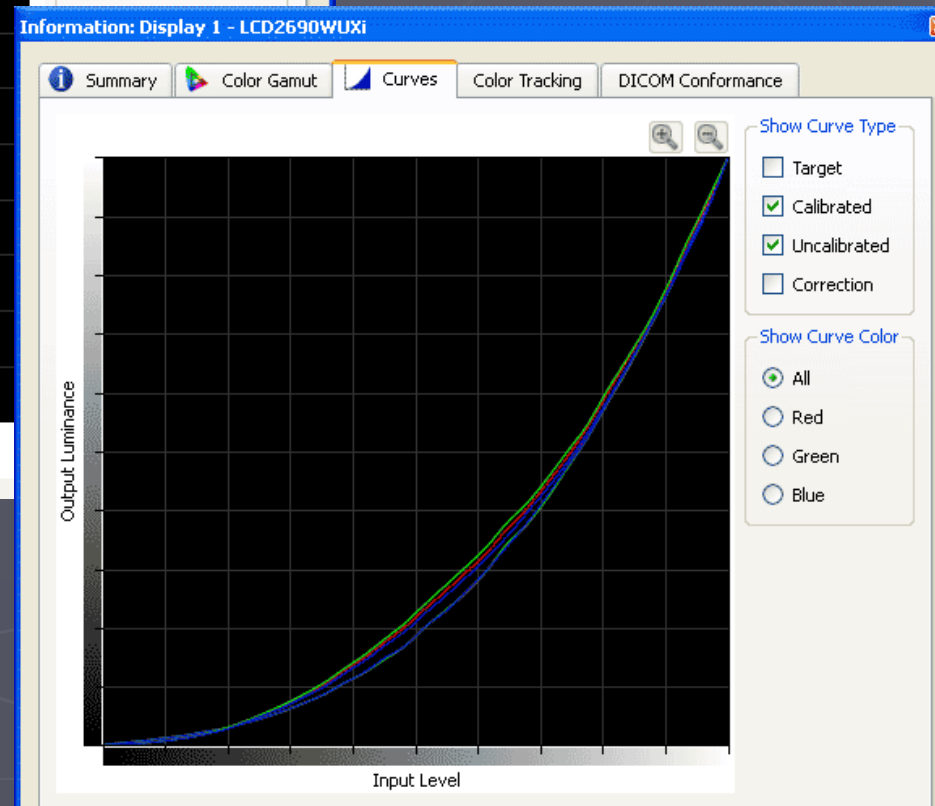 Information: Display 1 - LCD2690WUXi
Summary
Color Gamut
Curves
Color Tracking
DICOM Conformance
Show Curve Type
Target
Calibrated
Uncalibrated
Correction
Show Curve Color
All
Red
Green
Blue
Output Luminance
Input Level